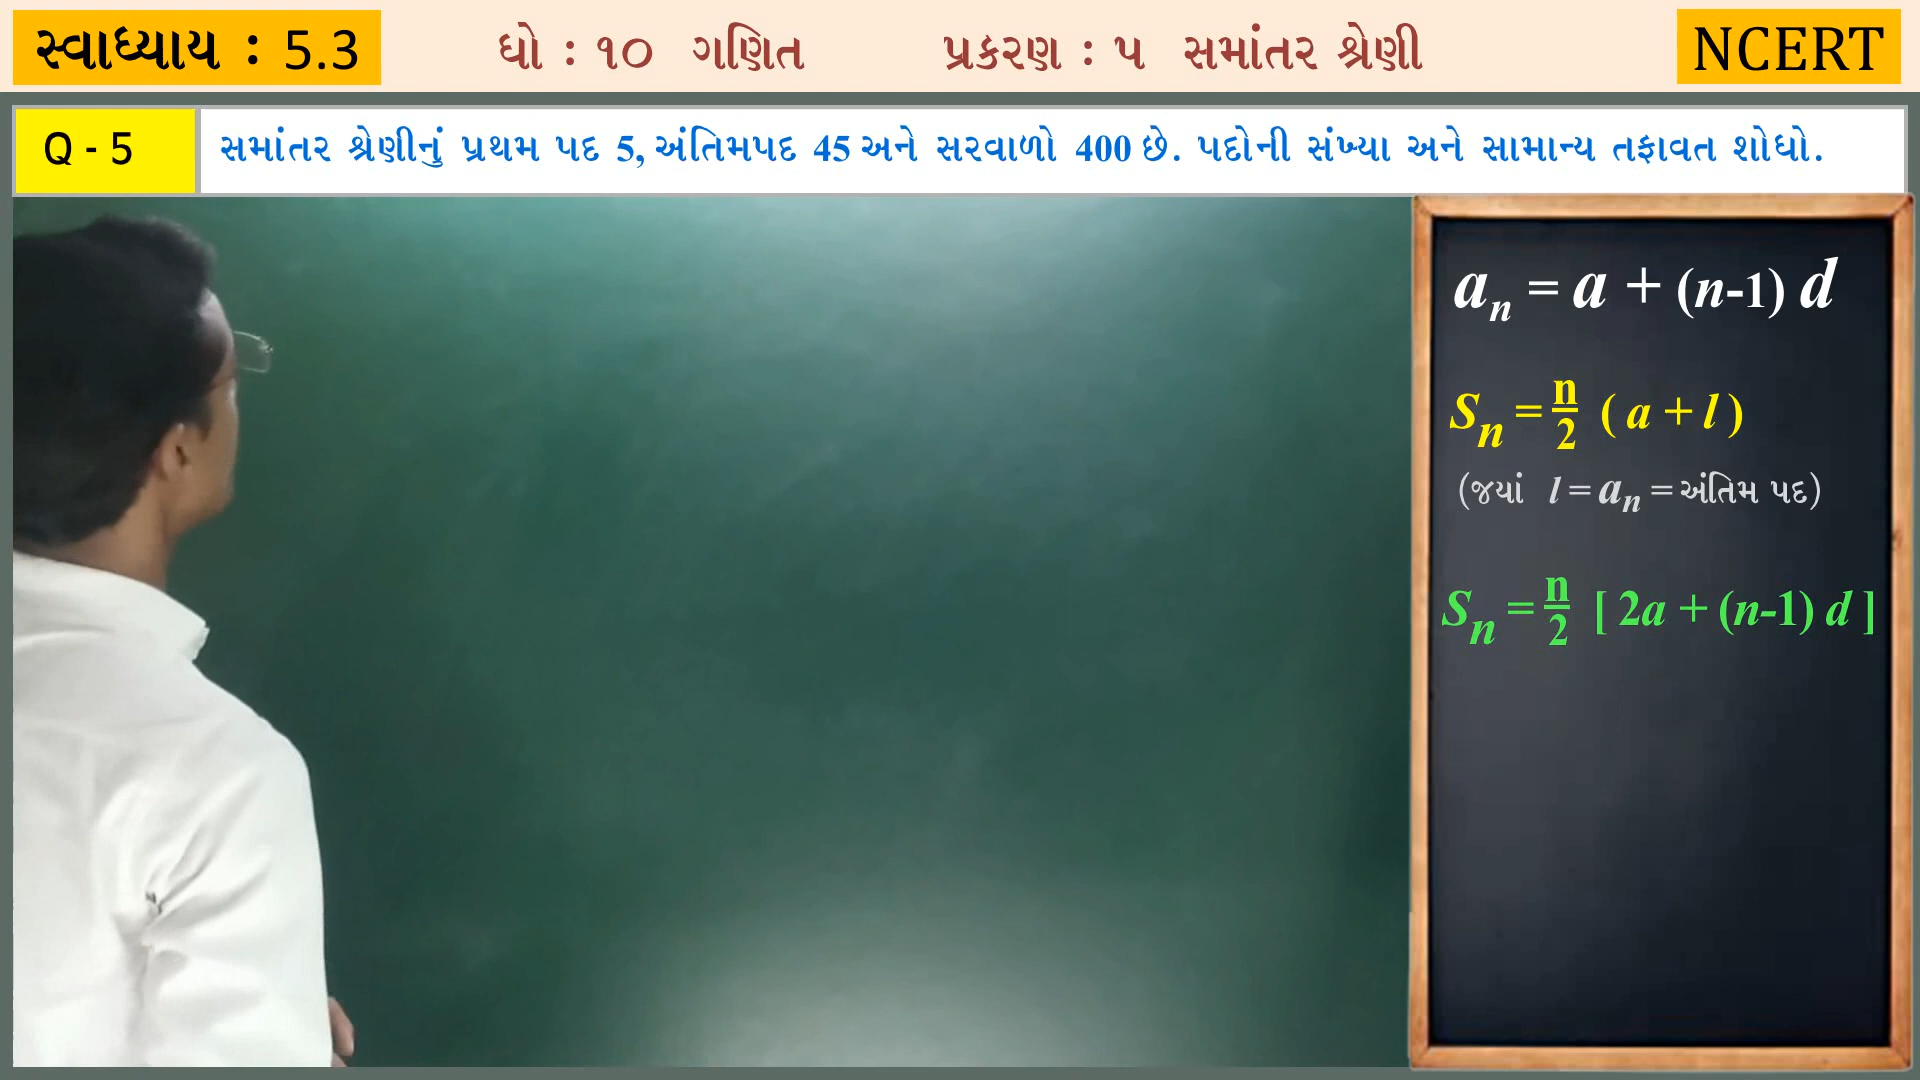 સ્વાધ્યાય : 5.3 ધો : ૧૦ ગણિત પ્રકરણ : ૫ સમાંતર શ્રેણી NCERT
Q - 5 સમાંતર શ્રેણીનું પ્રથમ પદ 5, અંતિમપદ 45 અને સરવાળો 400 છે. પદોની સંખ્યા અને સામાન્ય તફાવત શોધો.
aₙ = a + (n-1) d
Sₙ = n/2 ( a + l )
(જયાં l = aₙ = અંતિમ પદ)
Sₙ = n/2 [ 2a + (n-1) d ]